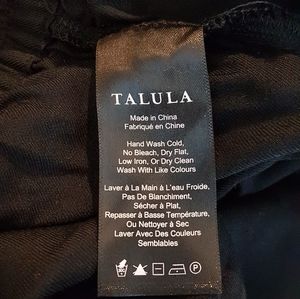 TALULA
Made in China
Fabriqué en Chine
Hand Wash Cold,
No Bleach, Dry Flat,
Low Iron, Or Dry Clean
Wash With Like Colours
Laver à La Main à L'eau Froide,
Pas De Blanchiment,
Sécher à Plat,
Repasser à Basse Température,
Ou Nettoyer à Sec
Laver Avec Des Couleurs
Semblables
P